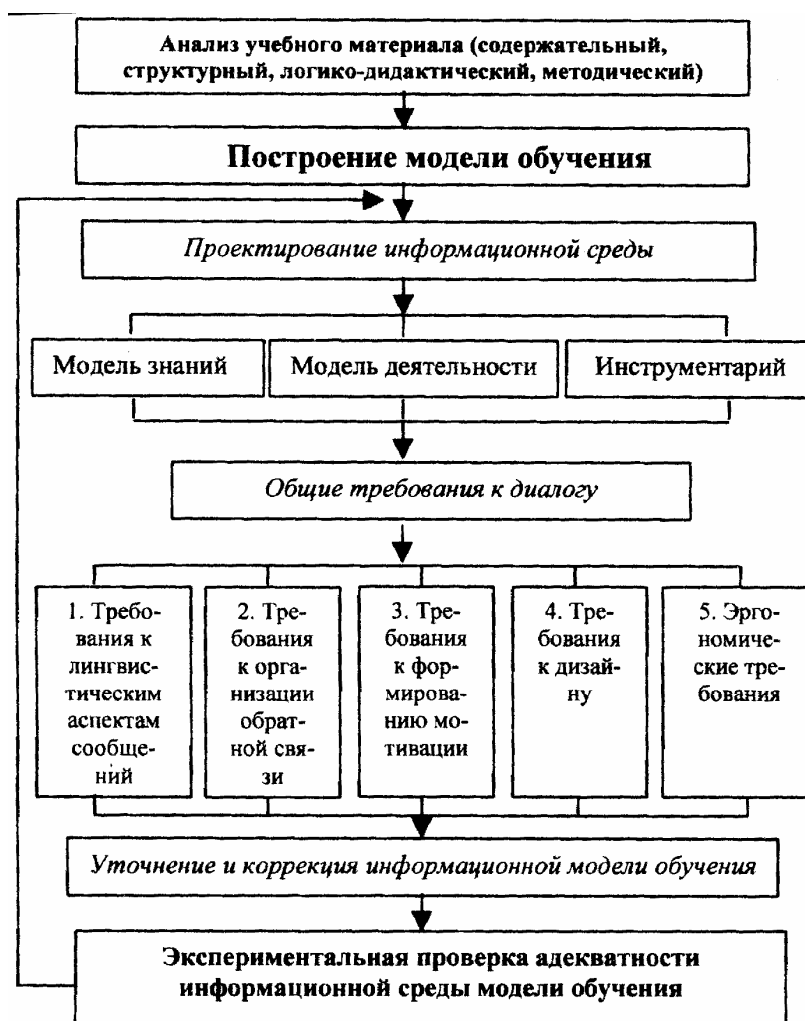 Анализ учебного материала (содержательный,
структурный, логико-дидактический, методический)
Построение модели обучения
Проектирование информационной среды
Модель знаний
Модель деятельности
Инструментарий
Общие требования к диалогу
1. Требо-
вания к
лингвис-
тическим
аспектам
сообще-
ний
2. Тре-
бования
к орга-
низации
обрат-
ной свя-
зи
3. Тре-
бования
к фор-
мирова-
нию мо-
тивации
4. Тре-
бования
к дизай-
ну
5. Эрго-
номиче-
ские тре-
бования
Уточнение и коррекция информационной модели обучения
Экспериментальная проверка адекватности
информационной среды модели обучения